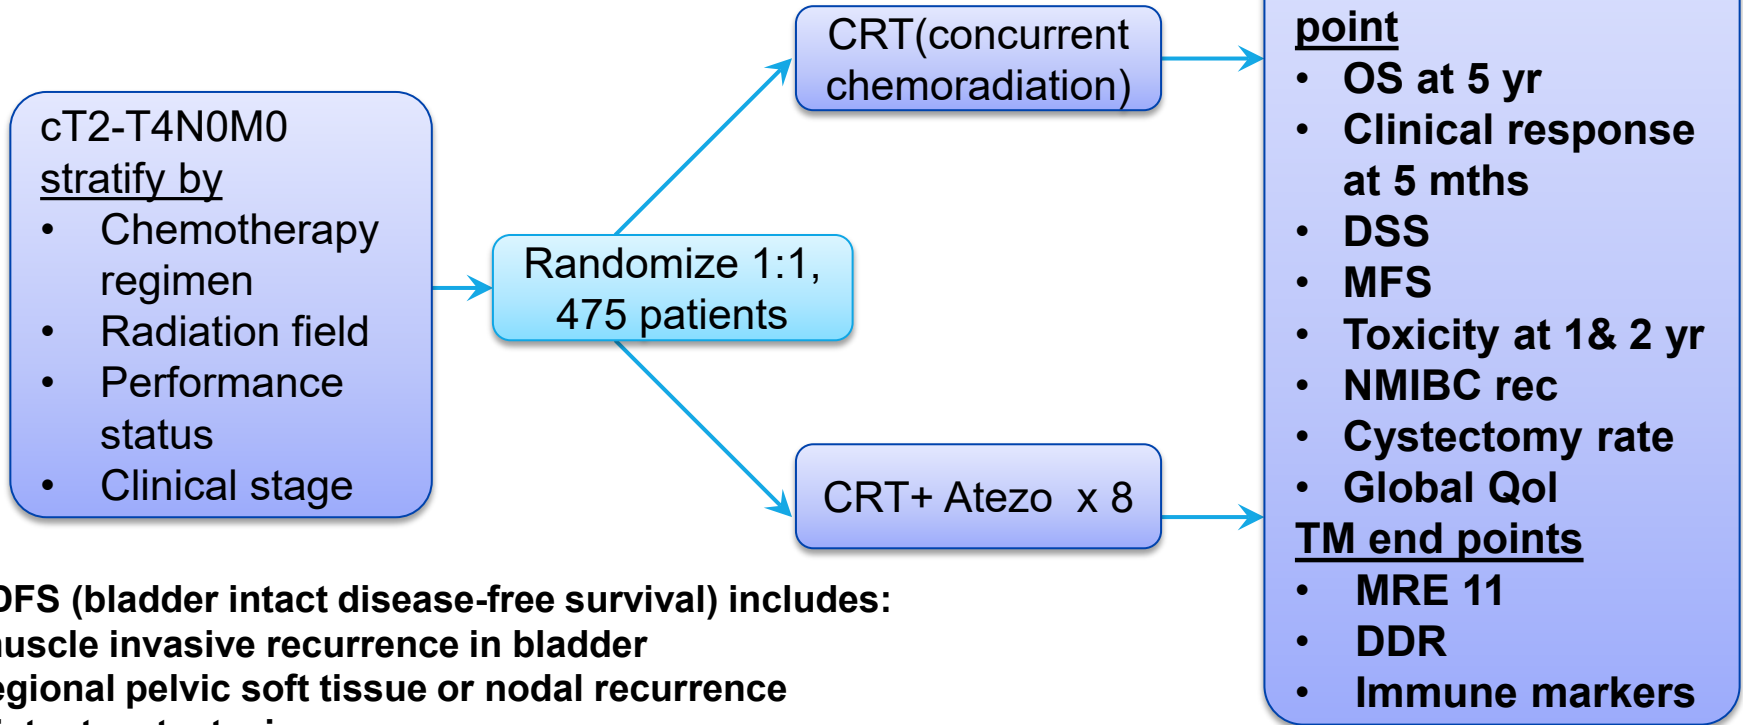 cT2-T4N0M0
stratify by
• Chemotherapy
regimen
• Radiation field
• Performance
status
• Clinical stage
Randomize 1:1,
475 patients
CRT(concurrent
chemoradiation)
CRT+ Atezo x 8
point
• OS at 5 yr
• Clinical response
at 5 mths
• DSS
• MFS
• Toxicity at 1& 2 yr
• NMIBC rec
• Cystectomy rate
• Global Qol
TM end points
• MRE 11
• DDR
• Immune markers
DFS (bladder intact disease-free survival) includes:
uscle invasive recurrence in bladder
egional pelvic soft tissue or nodal recurrence